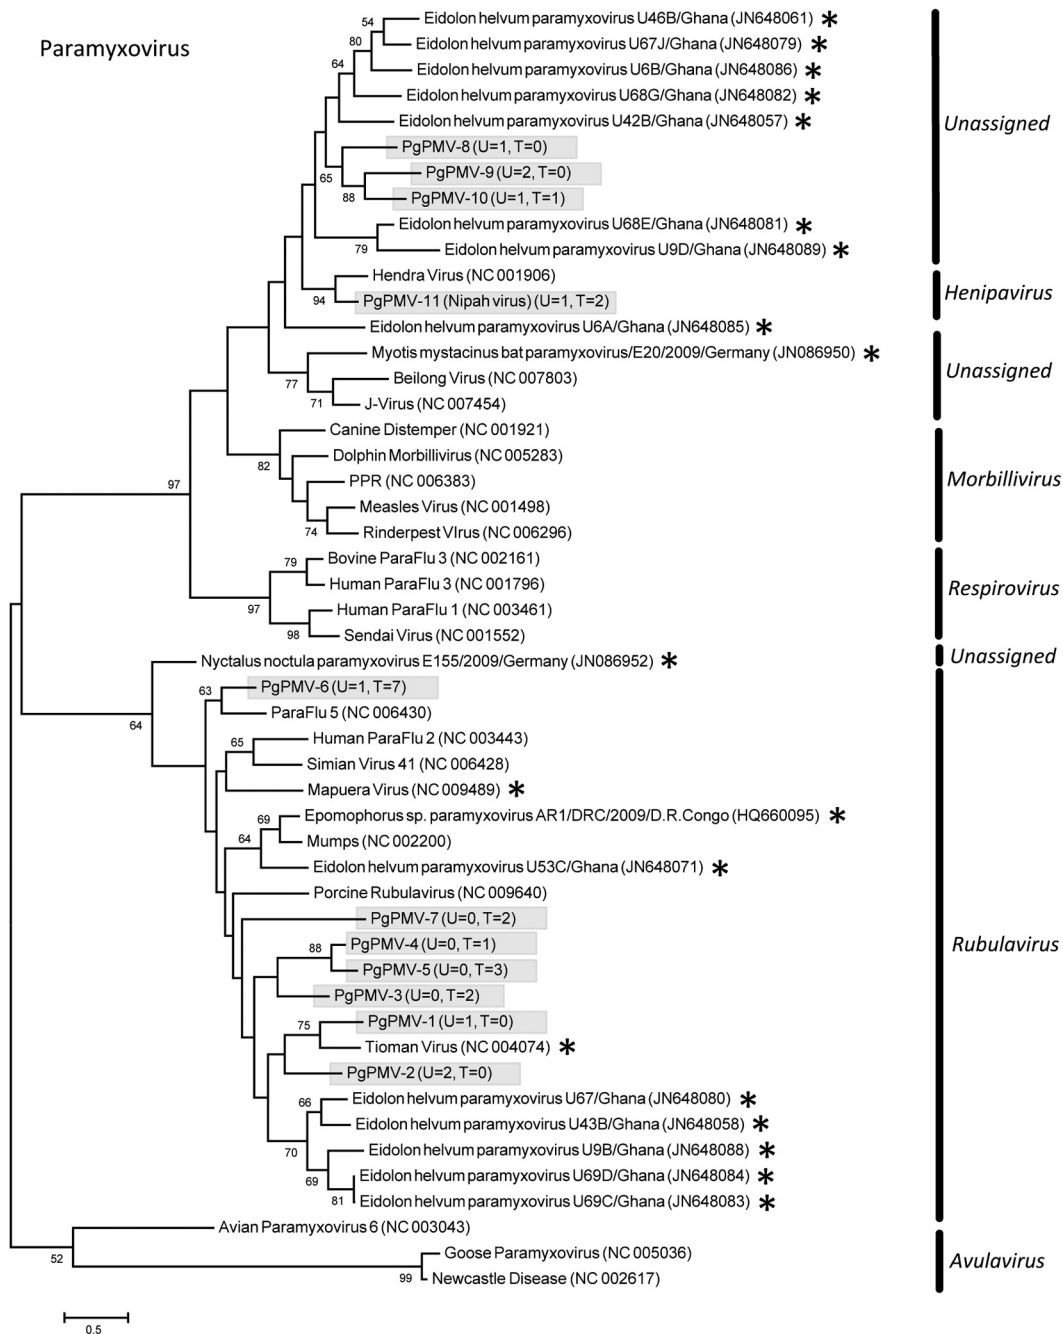 Paramyxovirus
54
Eidolon helvum paramyxovirus U46B/Ghana (JN648061) *
80
Eidolon helvum paramyxovirus U67J/Ghana (JN648079) *
64
Eidolon helvum paramyxovirus U6B/Ghana (JN648086) *
Eidolon helvum paramyxovirus U68G/Ghana (JN648082) *
Eidolon helvum paramyxovirus U42B/Ghana (JN648057) *
Unassigned
PgPMV-8 (U=1, T=0)
65
PgPMV-9 (U=2, T=0)
88
PgPMV-10 (U=1, T=1)
Eidolon helvum paramyxovirus U68E/Ghana (JN648081) *
79
Eidolon helvum paramyxovirus U9D/Ghana (JN648089) *
Hendra Virus (NC 001906)
Henipavirus
94
PgPMV-11 (Nipah virus) (U=1, T=2)
Eidolon helvum paramyxovirus U6A/Ghana (JN648085) *
Myotis mystacinus bat paramyxovirus/E20/2009/Germany (JN086950) *
Unassigned
77
Beilong Virus (NC 007803)
71
J-Virus (NC 007454)
Canine Distemper (NC 001921)
82
Dolphin Morbillivirus (NC 005283)
Morbillivirus
97
PPR (NC 006383)
Measles Virus (NC 001498)
74
Rinderpest VIrus (NC 006296)
79
Bovine ParaFlu 3 (NC 002161)
Human ParaFlu 3 (NC 001796)
Respirovirus
97
Human ParaFlu 1 (NC 003461)
98
Sendai Virus (NC 001552)
Nyctalus noctula paramyxovirus E155/2009/Germany (JN086952) *
Unassigned
63
PgPMV-6 (U=1, T=7)
64
ParaFlu 5 (NC 006430)
65
Human ParaFlu 2 (NC 003443)
Simian Virus 41 (NC 006428)
Mapuera Virus (NC 009489) *
69
Epomophorus sp. paramyxovirus AR1/DRC/2009/D.R.Congo (HQ660095) *
64
Mumps (NC 002200)
Eidolon helvum paramyxovirus U53C/Ghana (JN648071) *
Porcine Rubulavirus (NC 009640)
PgPMV-7 (U=0, T=2)
88
PgPMV-4 (U=0, T=1)
Rubulavirus
PgPMV-5 (U=0, T=3)
PgPMV-3 (U=0, T=2)
75
PgPMV-1 (U=1, T=0)
Tioman Virus (NC 004074) *
PgPMV-2 (U=2, T=0)
66
Eidolon helvum paramyxovirus U67/Ghana (JN648080) *
Eidolon helvum paramyxovirus U43B/Ghana (JN648058) *
70
Eidolon helvum paramyxovirus U9B/Ghana (JN648088) *
69
Eidolon helvum paramyxovirus U69D/Ghana (JN648084) *
81
Eidolon helvum paramyxovirus U69C/Ghana (JN648083) *
Avian Paramyxovirus 6 (NC 003043)
52
Goose Paramyxovirus (NC 005036)
Avulavirus
99
Newcastle Disease (NC 002617)
0.5